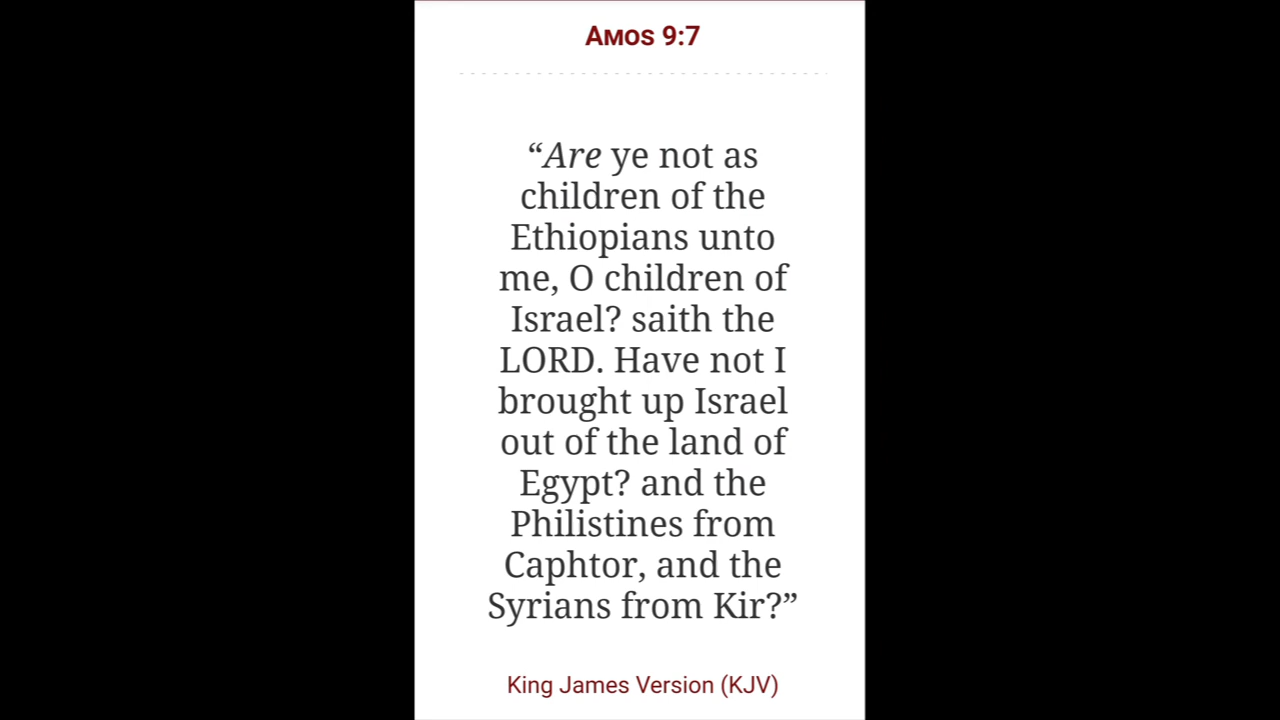 Amos 9:7
“Are ye not as
children of the
Ethiopians unto
me, O children of
Israel? saith the
LORD. Have not I
brought up Israel
out of the land of
Egypt? and the
Philistines from
Caphtor, and the
Syrians from Kir?”
King James Version (KJV)